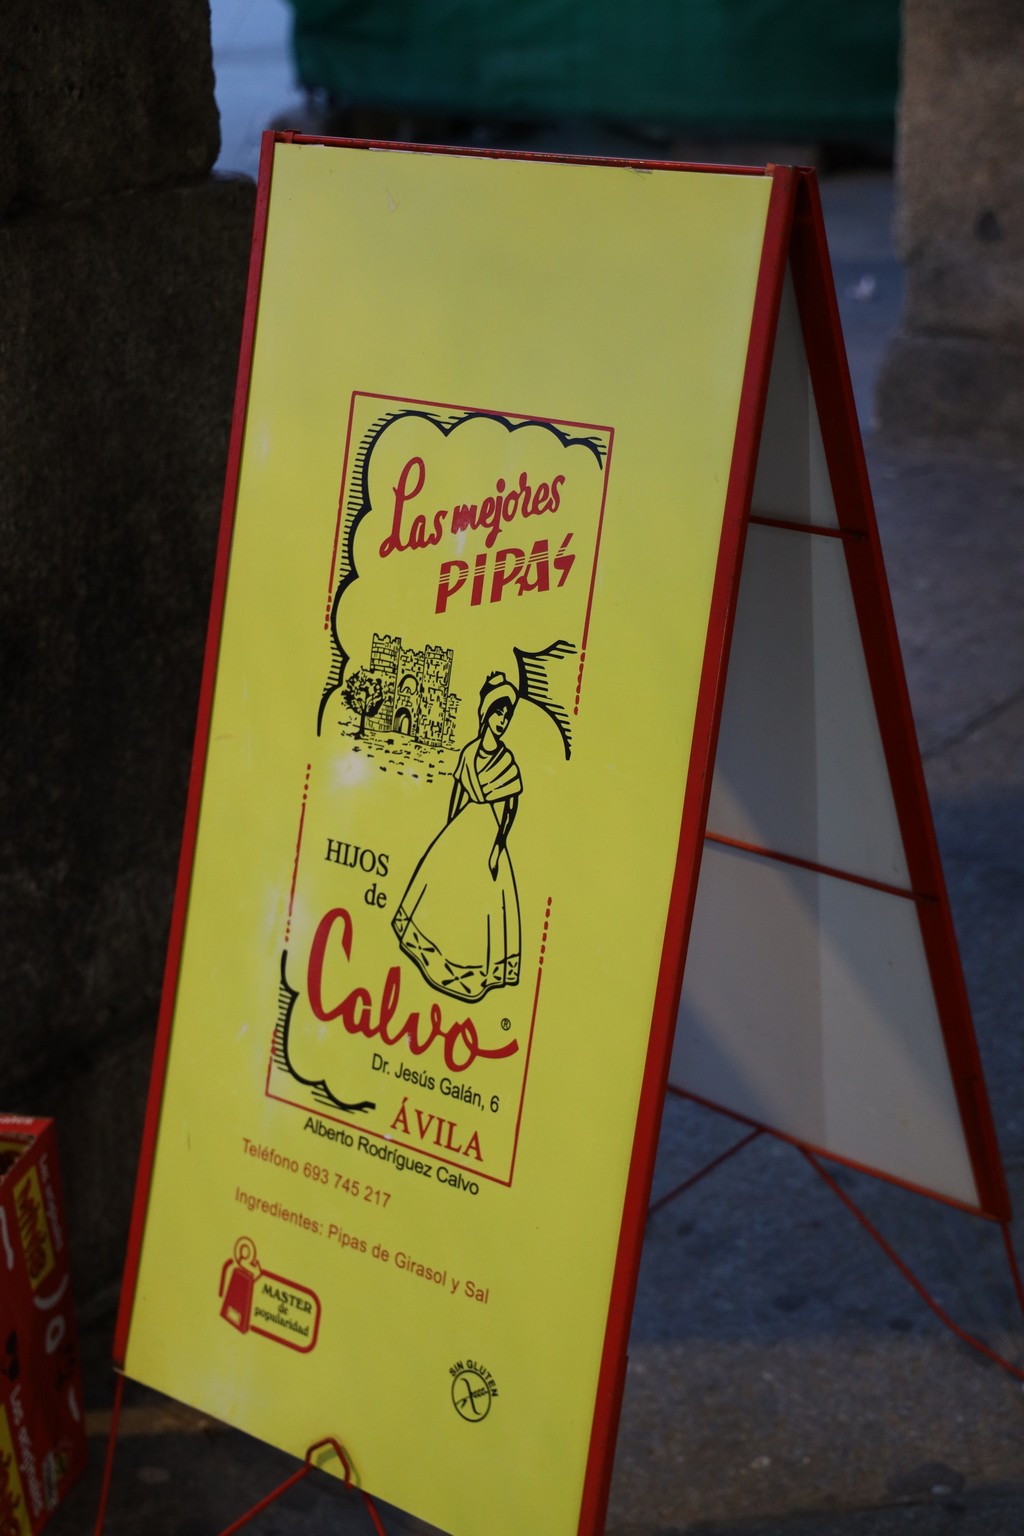 Las mejores
PIPAS
HIJOS
de
Calvo®
Dr. Jesús Galán, 6
ÁVILA
Alberto Rodríguez Calvo
Teléfono 693 745 217
Ingredientes: Pipas de Girasol y Sal
MASTER
de
popularidad
SIN GLUTEN